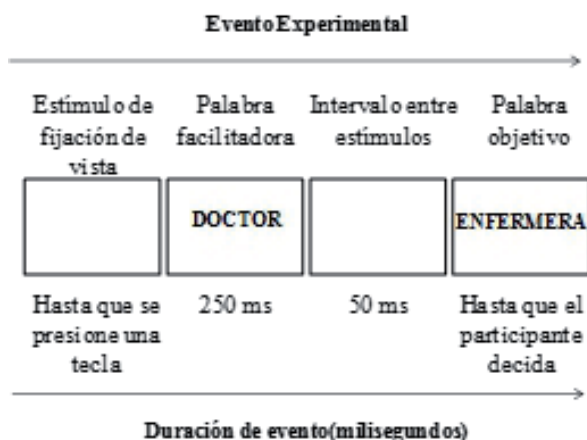 Evento Experimental
Estímulo de fijación de vista
Palabra facilitadora
Intervalo entre estímulos
Palabra objetivo
DOCTOR
ENFERMERA
Hasta que se presione una tecla
250 ms
50 ms
Hasta que el participante decida
Duración de evento(milisegundos)